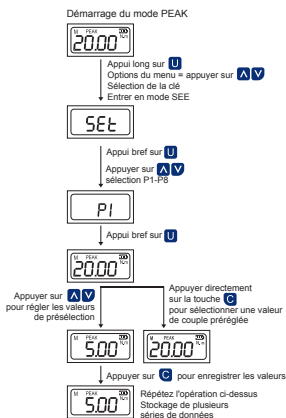 Démarrage du mode PEAK
M PEAK
20.00 N.m
Appui long sur U
Options du menu = appuyer sur
Sélection de la clé
Entrer en mode SEE
SEt
Appui bref sur U
Appuyer sur
sélection P1-P8
P1
Appui bref sur U
M PEAK
20.00 N.m
Appuyer sur
pour régler les valeurs
de présélection
Appuyer directement
sur la touche C
pour sélectionner une valeur
de couple préréglée
M PEAK
5.00 N.m
M PEAK
20.00 N.m
Appuyer sur C pour enregistrer les valeurs
M PEAK
5.00 N.m
Répétez l'opération ci-dessus
Stockage de plusieurs
séries de données